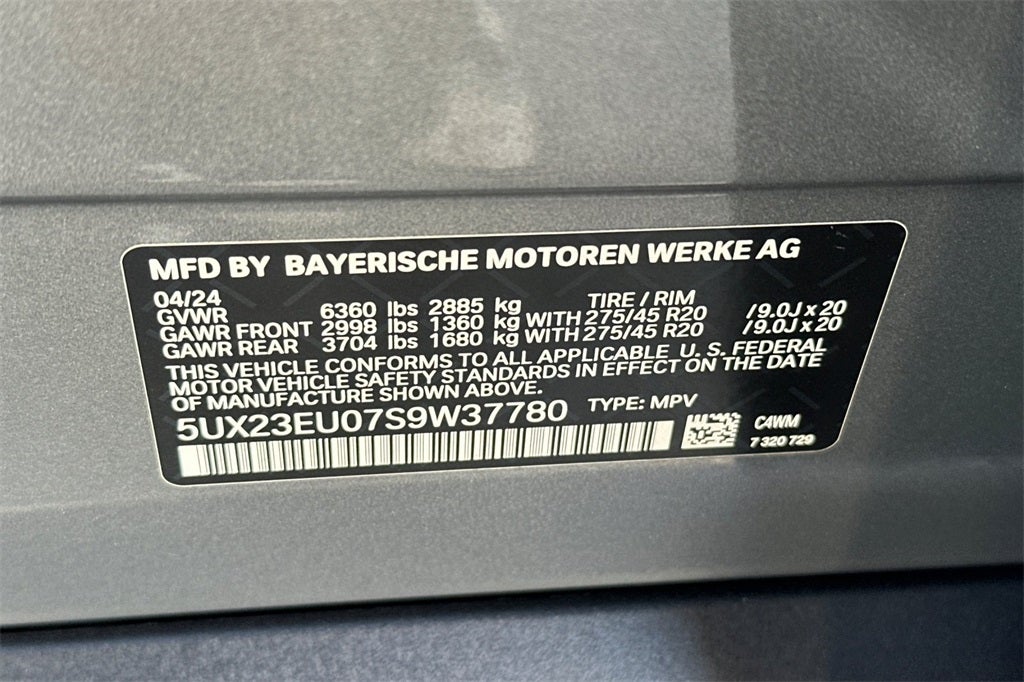 MFD BY BAYERISCHE MOTOREN WERKE AG
04/24 TIRE / RIM
GVWR 6360 lbs 2885 kg
GAWR FRONT 2998 lbs 1360 kg WITH 275/45 R20 /9.0J x 20
GAWR REAR 3704 lbs 1680 kg WITH 275/45 R20 /9.0J x 20
THIS VEHICLE CONFORMS TO ALL APPLICABLE U. S. FEDERAL
MOTOR VEHICLE SAFETY STANDARDS IN EFFECT ON THE DATE
OF MANUFACTURE SHOWN ABOVE.
5UX23EU07S9W37780 TYPE: MPV
C4WM
7 320 729